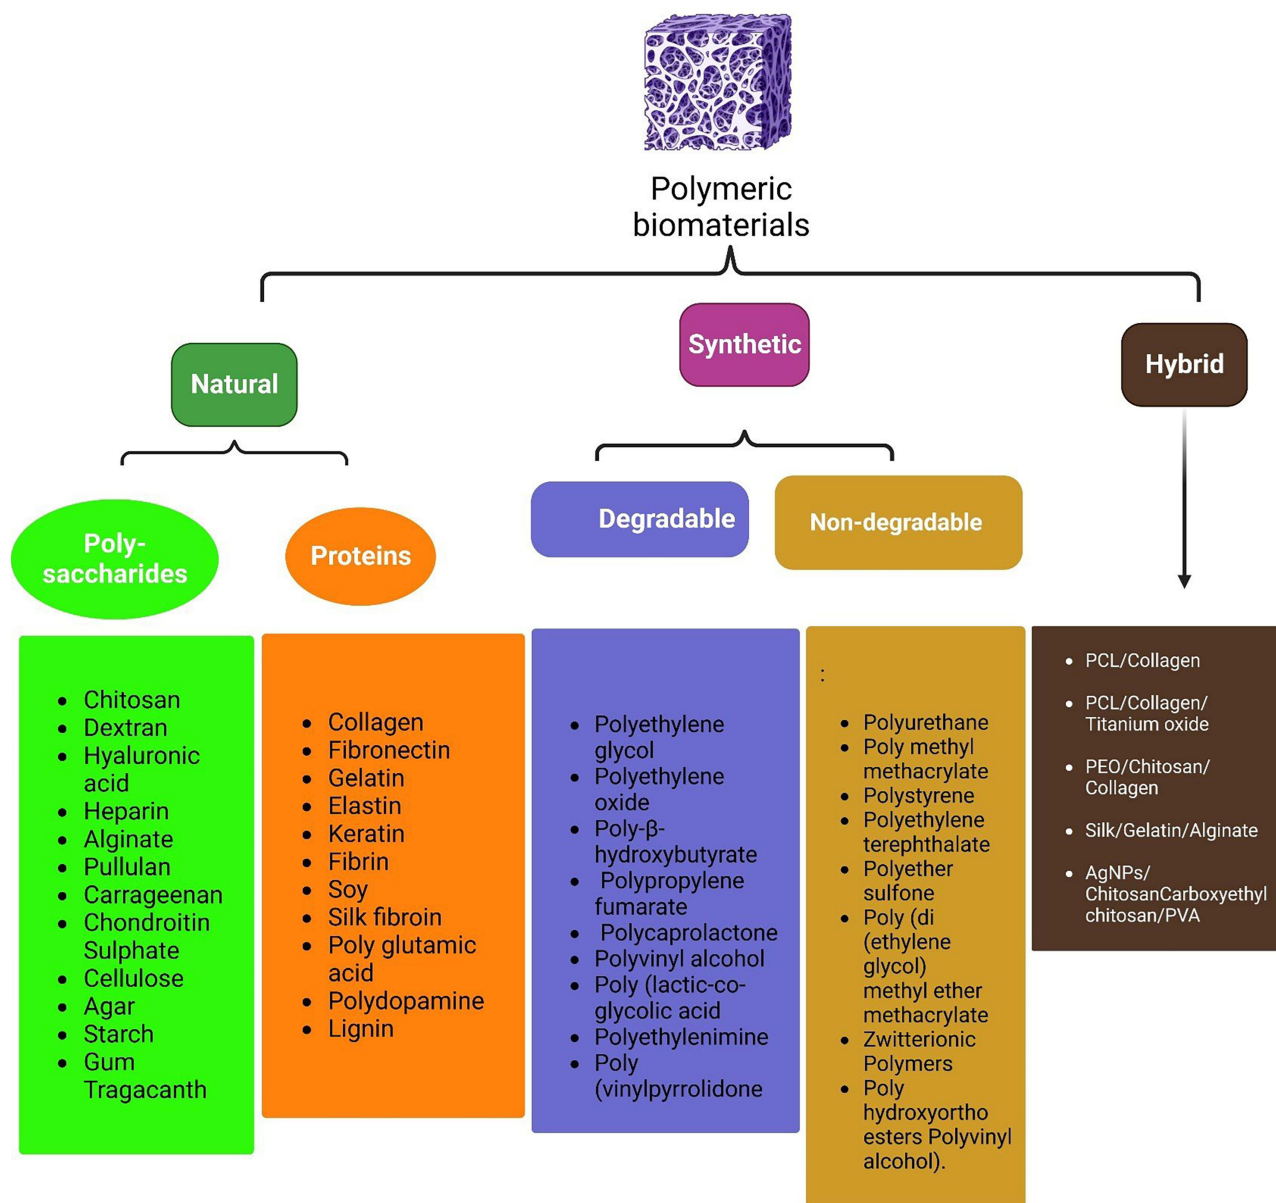 Polymeric
biomaterials
Natural
Synthetic
Hybrid
Poly-
saccharides
Proteins
Degradable
Non-degradable
• Chitosan
• Dextran
• Hyaluronic
acid
• Heparin
• Alginate
• Pullulan
• Carrageenan
• Chondroitin
Sulphate
• Cellulose
• Agar
• Starch
• Gum
Tragacanth
• Collagen
• Fibronectin
• Gelatin
• Elastin
• Keratin
• Fibrin
• Soy
• Silk fibroin
• Poly glutamic
acid
• Polydopamine
• Lignin
• Polyethylene
glycol
• Polyethylene
oxide
• Poly-β-
hydroxybutyrate
• Polypropylene
fumarate
• Polycaprolactone
• Polyvinyl alcohol
• Poly (lactic-co-
glycolic acid
• Polyethylenimine
• Poly
(vinylpyrrolidone
:
• Polyurethane
• Poly methyl
methacrylate
• Polystyrene
• Polyethylene
terephthalate
• Polyether
sulfone
• Poly (di
(ethylene
glycol)
methyl ether
methacrylate
• Zwitterionic
Polymers
• Poly
hydroxyortho
esters Polyvinyl
alcohol).
• PCL/Collagen
• PCL/Collagen/
Titanium oxide
• PEO/Chitosan/
Collagen
• Silk/Gelatin/Alginate
• AgNPs/
ChitosanCarboxyethyl
chitosan/PVA